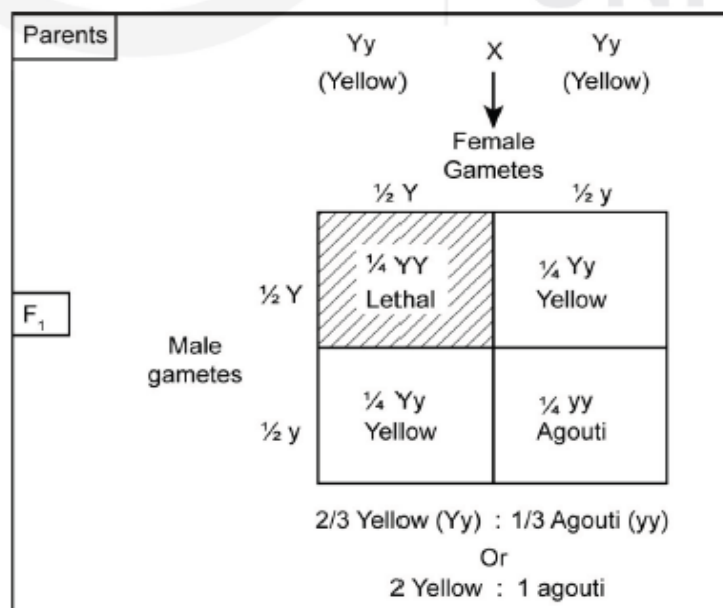 Parents
Yy X Yy
(Yellow) (Yellow)
Female
Gametes
½ Y ½ y
¼ YY ¼ Yy
½ Y Lethal Yellow
F₁
Male
gametes
¼ Yy ¼ yy
½ y Yellow Agouti
2/3 Yellow (Yy) : 1/3 Agouti (yy)
Or
2 Yellow : 1 agouti